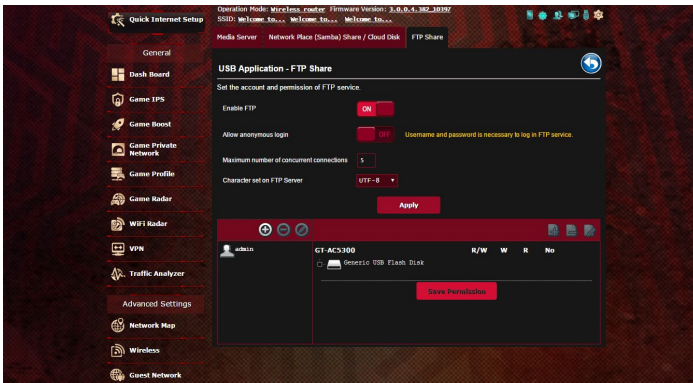 Quick Internet Setup
Operation Mode: Wireless router Firmware Version: 3.0.0.4.382_10397
SSID: Welcome to... Welcome to... Welcome to...
Media Server Network Place (Samba) Share / Cloud Disk FTP Share
General
Dash Board
Game IPS
Game Boost
Game Private
Network
Game Profile
Game Radar
WiFi Radar
VPN
Traffic Analyzer
Advanced Settings
Network Map
Wireless
Guest Network
USB Application - FTP
Share
Set the account and permission of FTP service.
Enable FTP ON
Allow anonymous login OFF Username and password is necessary to log in FTP service.
Maximum number of concurrent connections 5
Character set on FTP Server UTF-8
Apply
admin GT-AC5300 R/W W R No
Generic USB Flash Disk
Save Permission